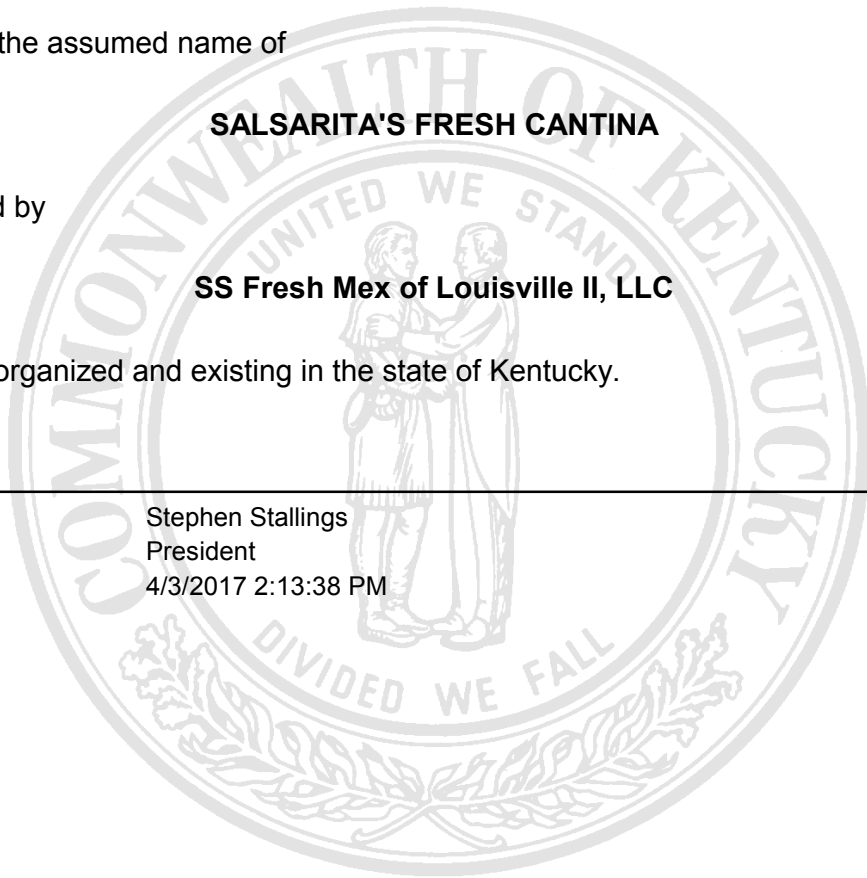 the assumed name of
SALSARITA'S FRESH CANTINA
d by
SS Fresh Mex of Louisville II, LLC
organized and existing in the state of Kentucky.
Stephen Stallings
President
4/3/2017 2:13:38 PM
COMMONWEALTH OF KENTUCKY
UNITED WE STAND
DIVIDED WE FALL